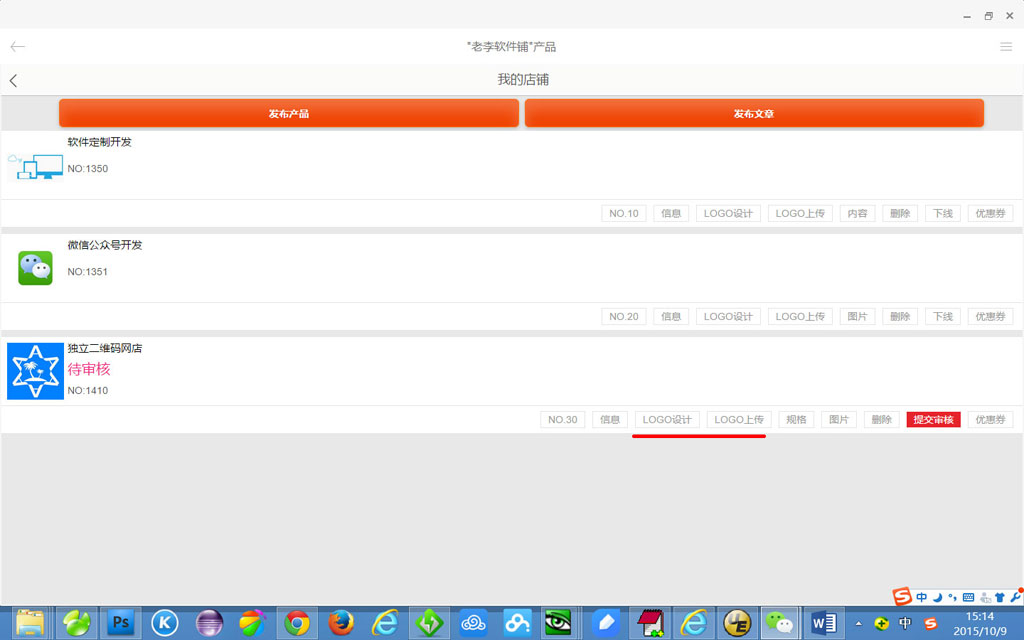 "老李软件铺"产品
我的店铺
发布产品 发布文章
软件定制开发
NO:1350
NO.10 信息 LOGO设计 LOGO上传 内容 删除 下线 优惠券
微信公众号开发
NO:1351
NO.20 信息 LOGO设计 LOGO上传 图片 删除 下线 优惠券
独立二维码网店
待审核
NO:1410
NO.30 信息 LOGO设计 LOGO上传 规格 图片 删除 提交审核 优惠券
中
Ps K W 中 S 15:14
2015/10/9